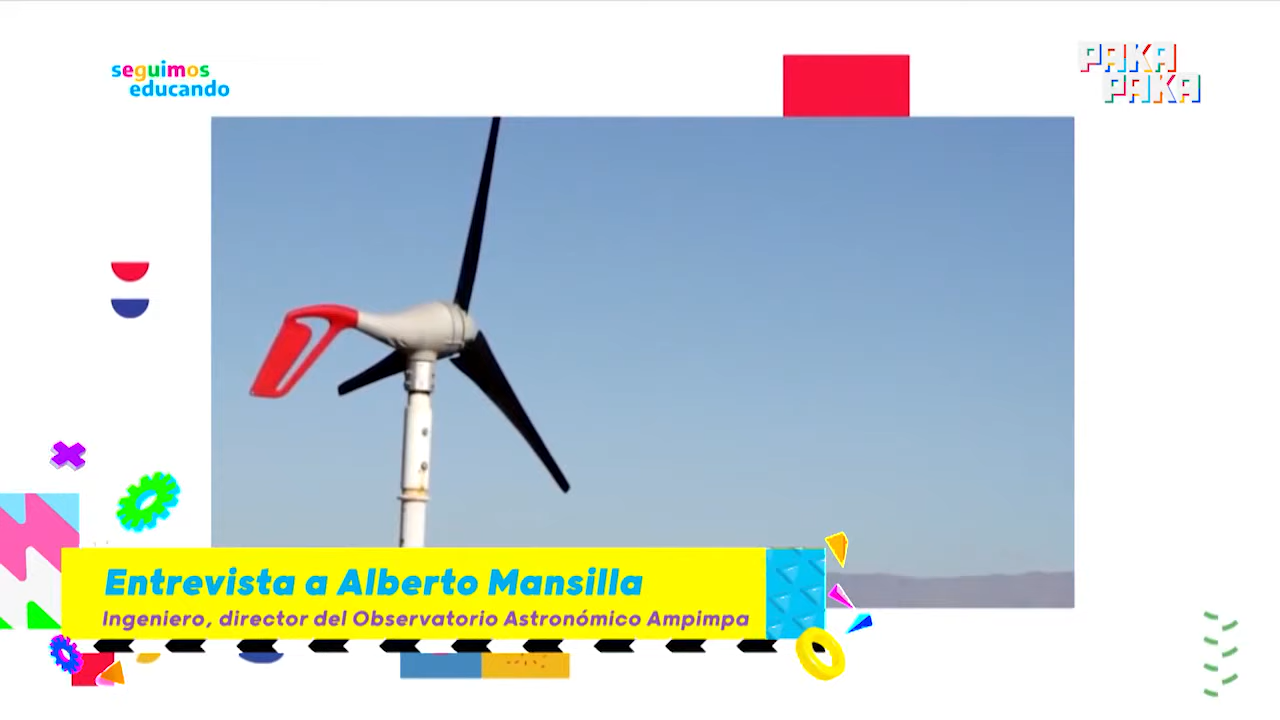 seguimos
educando
PAKA
PAKA
Entrevista a Alberto Mansilla
Ingeniero, director del Observatorio Astronómico Ampimpa